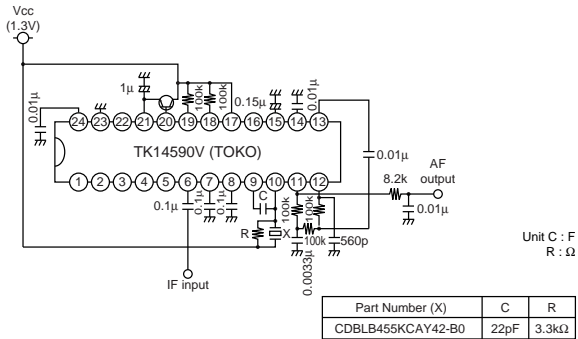 Vcc
(1.3V)
1μ
100k
100k
0.15μ
0.01μ
0.01μ
24 23 22 21 20 19 18 17 16 15 14 13
TK14590V (TOKO)
0.01μ
1 2 3 4 5 6 7 8 9 10 11 12
AF
output
8.2k
0.01μ
0.1μ
0.1μ
0.1μ
C
R
X
100k
100k
100k
560p
0.0033μ
IF input
Unit C : F
R : Ω
Part Number (X) C R
CDBLB455KCAY42-B0 22pF 3.3kΩ